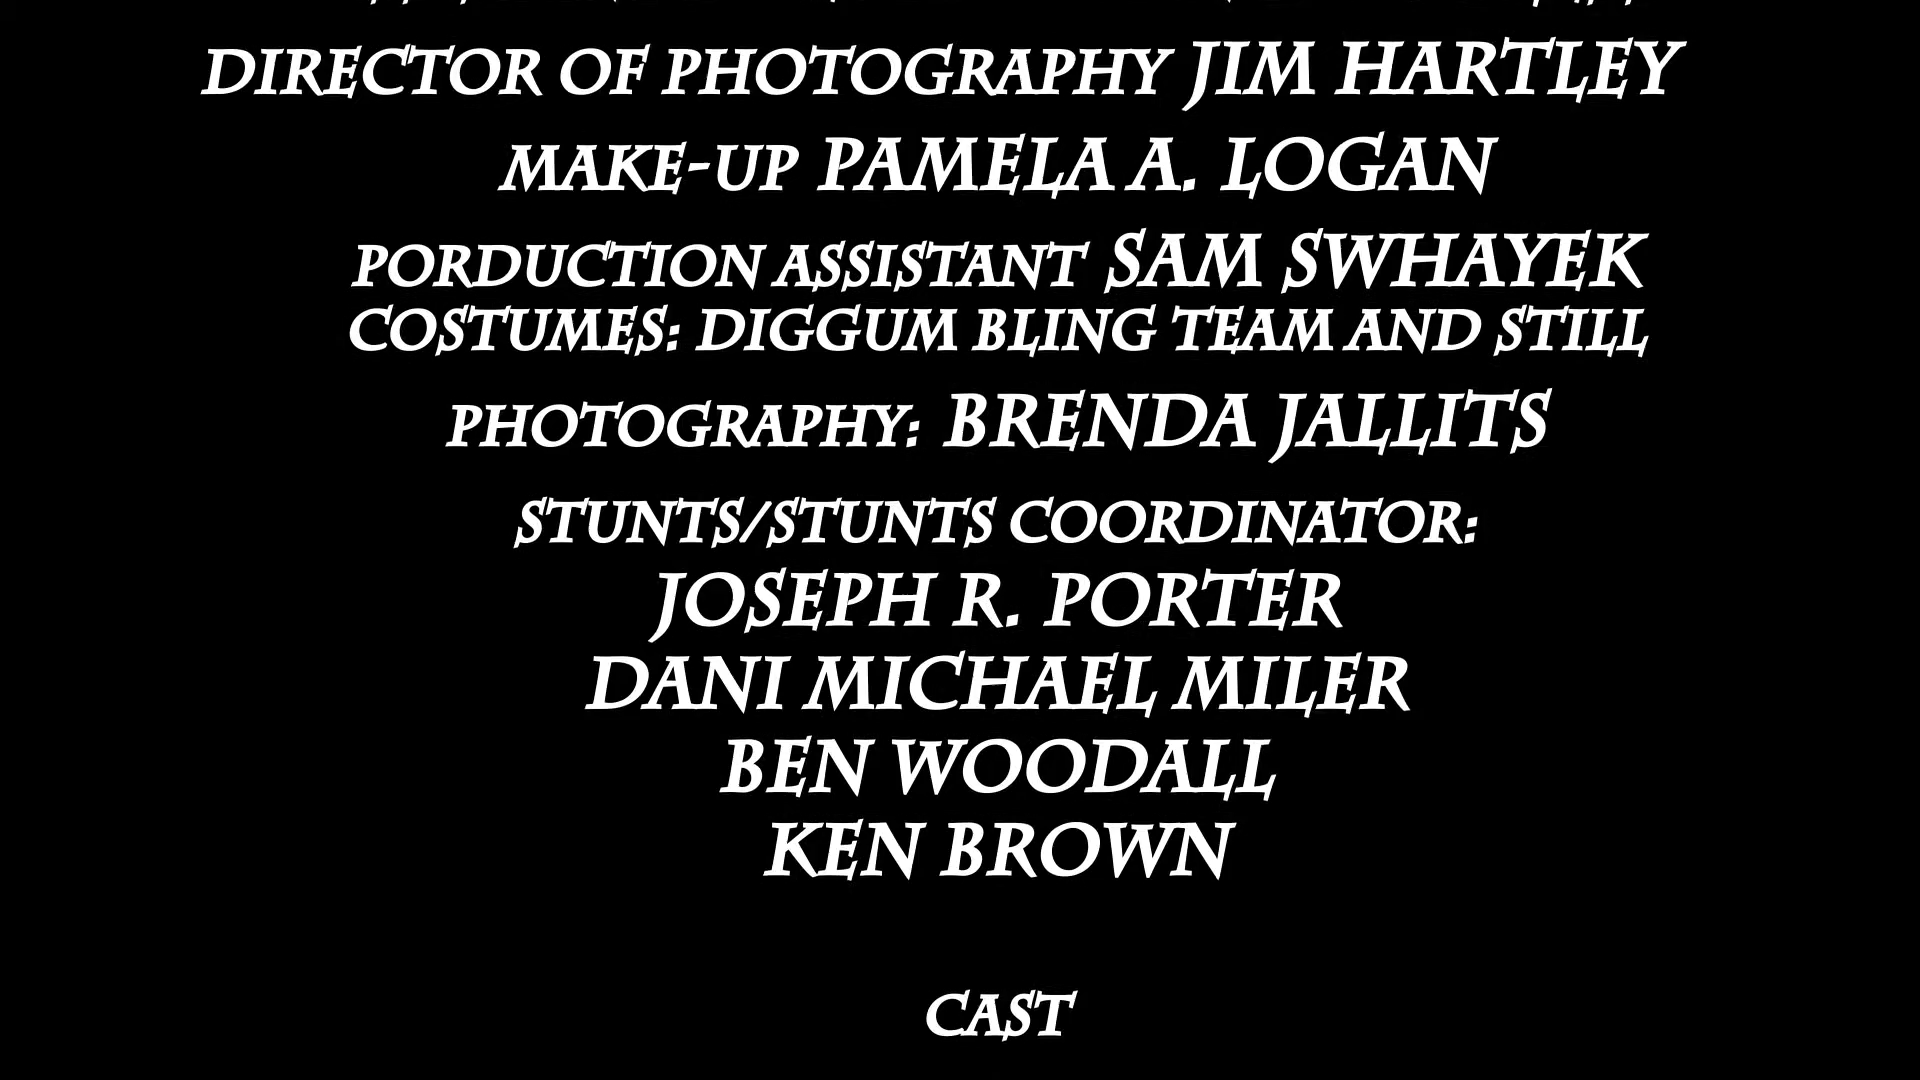 DIRECTOR OF PHOTOGRAPHY JIM HARTLEY
MAKE-UP PAMELA A. LOGAN
PORDUCTION ASSISTANT SAM SWHAYEK
COSTUMES: DIGGUM BLING TEAM AND STILL
PHOTOGRAPHY: BRENDA JALLITS
STUNTS/STUNTS COORDINATOR:
JOSEPH R. PORTER
DANI MICHAEL MILER
BEN WOODALL
KEN BROWN
CAST